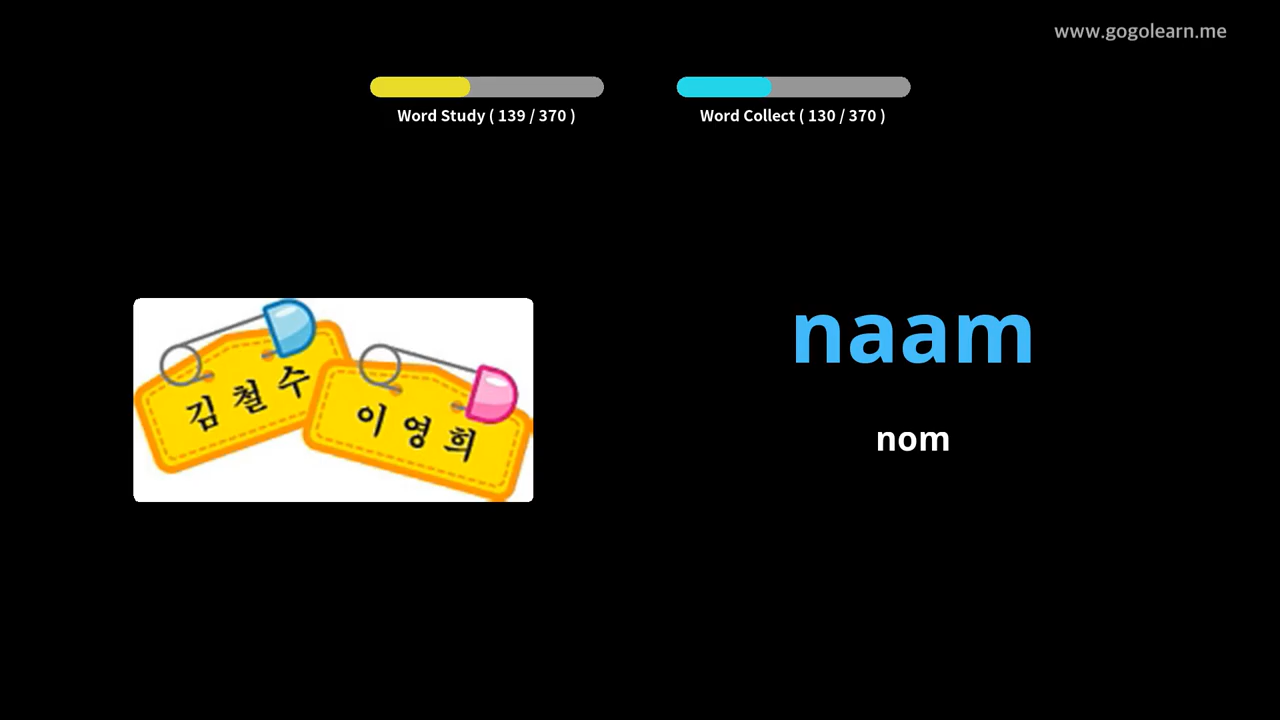 www.gogolearn.me
Word Study ( 139 / 370 )
Word Collect ( 130 / 370 )
김철수
이영희
naam
nom